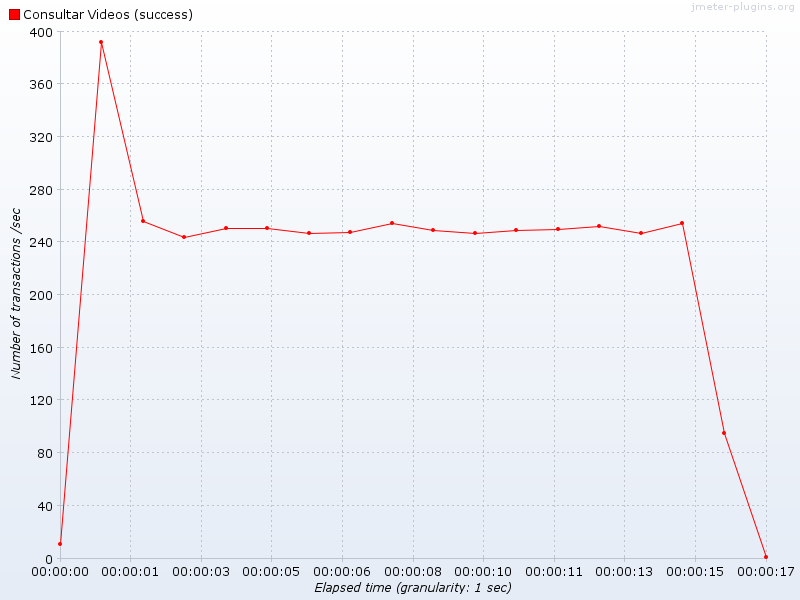 jmeter-plugins.org
Consultar Videos (success)
400
360
320
280
240
200
160
120
80
40
0
Number of transactions /sec
00:00:00 00:00:01 00:00:03 00:00:05 00:00:06 00:00:08 00:00:10 00:00:11 00:00:13 00:00:15 00:00:17
Elapsed time (granularity: 1 sec)